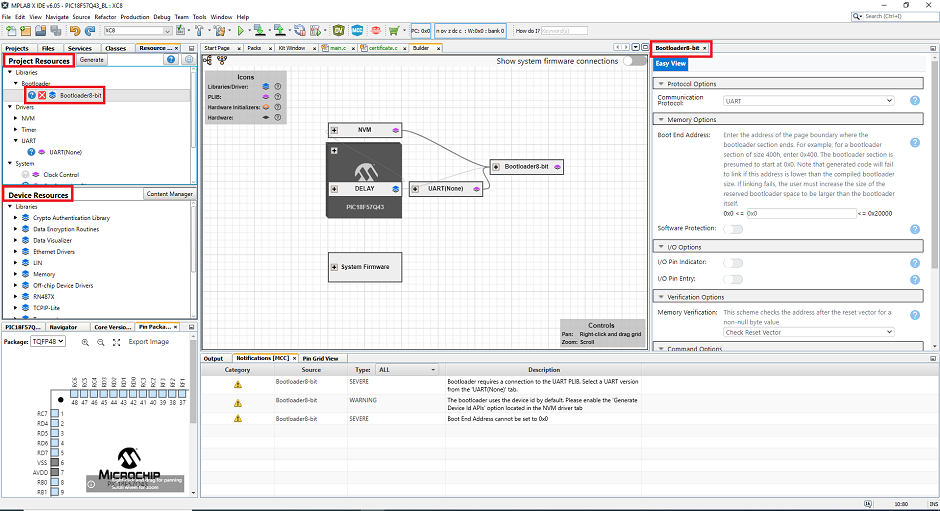 MPLAB X IDE v6.05 - PIC18F57Q43_BL : XC8
File Edit View Navigate Source Refactor Production Debug Team Tools Window Help
Search (Ctrl+I)
XC8
PC: 0x0
n ov z dc c : W:0x0 : bank 0
How do I?
Keyword(s)
Projects
Files
Services
Classes
Resource ...
Project Resources
Generate
Libraries
Bootloader
Bootloader8-bit
Drivers
NVM
Timer
UART
UART(None)
System
Clock Control
Device Resources
Content Manager
Libraries
Crypto Authentication Library
Data Encryption Routines
Data Visualizer
Ethernet Drivers
LIN
Memory
Off-chip Device Drivers
RN487X
TCPIP-Lite
PIC18F57Q...
Navigator
Core Versio...
Pin Packa...
Package:
TQFP48
Export Image
RC6
RC5
RC4
RD3
RD2
RD1
RD0
RC3
RC2
48 47 46 45 44 43 42 41 40 39 38 37
RC7 1
RD4 2
RD5 3
RD6 4
RD7 5
VSS 6
AVDD 7
RB0 8
RB1 9
MICROCHIP
Start Page
Packs
Kit Window
main.c
certificate.c
Builder
Show system firmware connections
Icons
Libraries/Driver:
PLIB:
Hardware Initializers:
Hardware:
NVM
DELAY
PIC18F57Q43
UART(None)
Bootloader8-bit
System Firmware
Controls
Pan: Right-click and drag grid
Zoom: Scroll
Bootloader8-bit
Easy View
Protocol Options
Communication
Protocol:
UART
Memory Options
Boot End Address:
Enter the address of the page boundary where the
bootloader section ends. For example, for a bootloader
section of size 400h, enter 0x400. The bootloader section is
presumed to start at 0x0. Note that generated code will fail
to link if this address is lower than the compiled bootloader
size. If linking fails, the user must increase the size of the
reserved bootloader space to be larger than the bootloader
itself.
0x0 <= 0x0 <= 0x20000
Software Protection:
I/O Options
I/O Pin Indicator:
I/O Pin Entry:
Verification Options
Memory Verification:
This scheme checks the address after the reset vector for a
non-null byte value
Check Reset Vector
Command Options
Output
Notifications [MCC]
Pin Grid View
Category
Source
Type: ALL
Description
Bootloader8-bit
SEVERE
Bootloader requires a connection to the UART PLIB. Select a UART version
from the 'UART(None)' tab.
Bootloader8-bit
WARNING
The bootloader uses the device id by default. Please enable the 'Generate
Device Id APIs' option located in the NVM driver tab
Bootloader8-bit
SEVERE
Boot End Address cannot be set to 0x0
10:80
INS